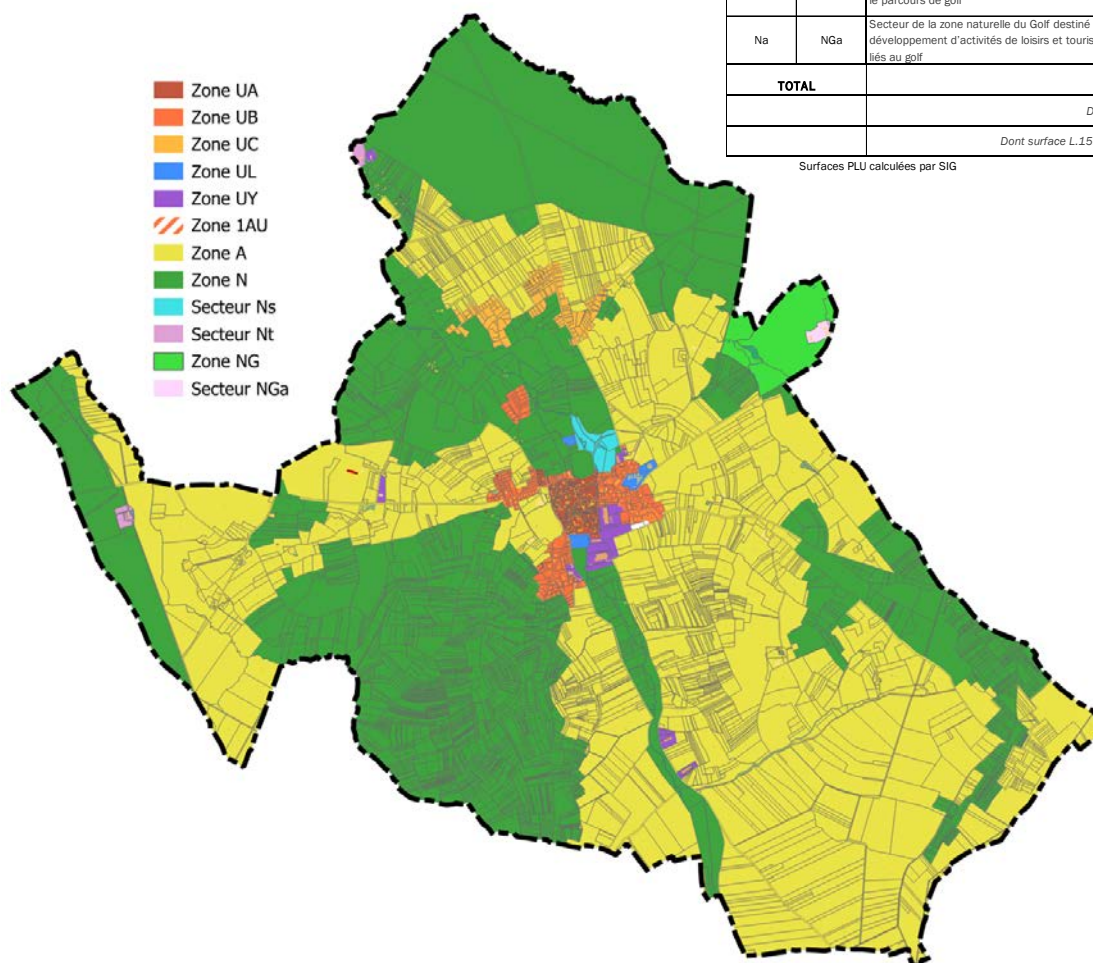 le parcours de golf
Na NGa Secteur de la zone naturelle du Golf destiné
développement d'activités de loisirs et touris
liés au golf
TOTAL
D
Dont surface L.15
Surfaces PLU calculées par SIG
Zone UA
Zone UB
Zone UC
Zone UL
Zone UY
Zone 1AU
Zone A
Zone N
Secteur Ns
Secteur Nt
Zone NG
Secteur NGa